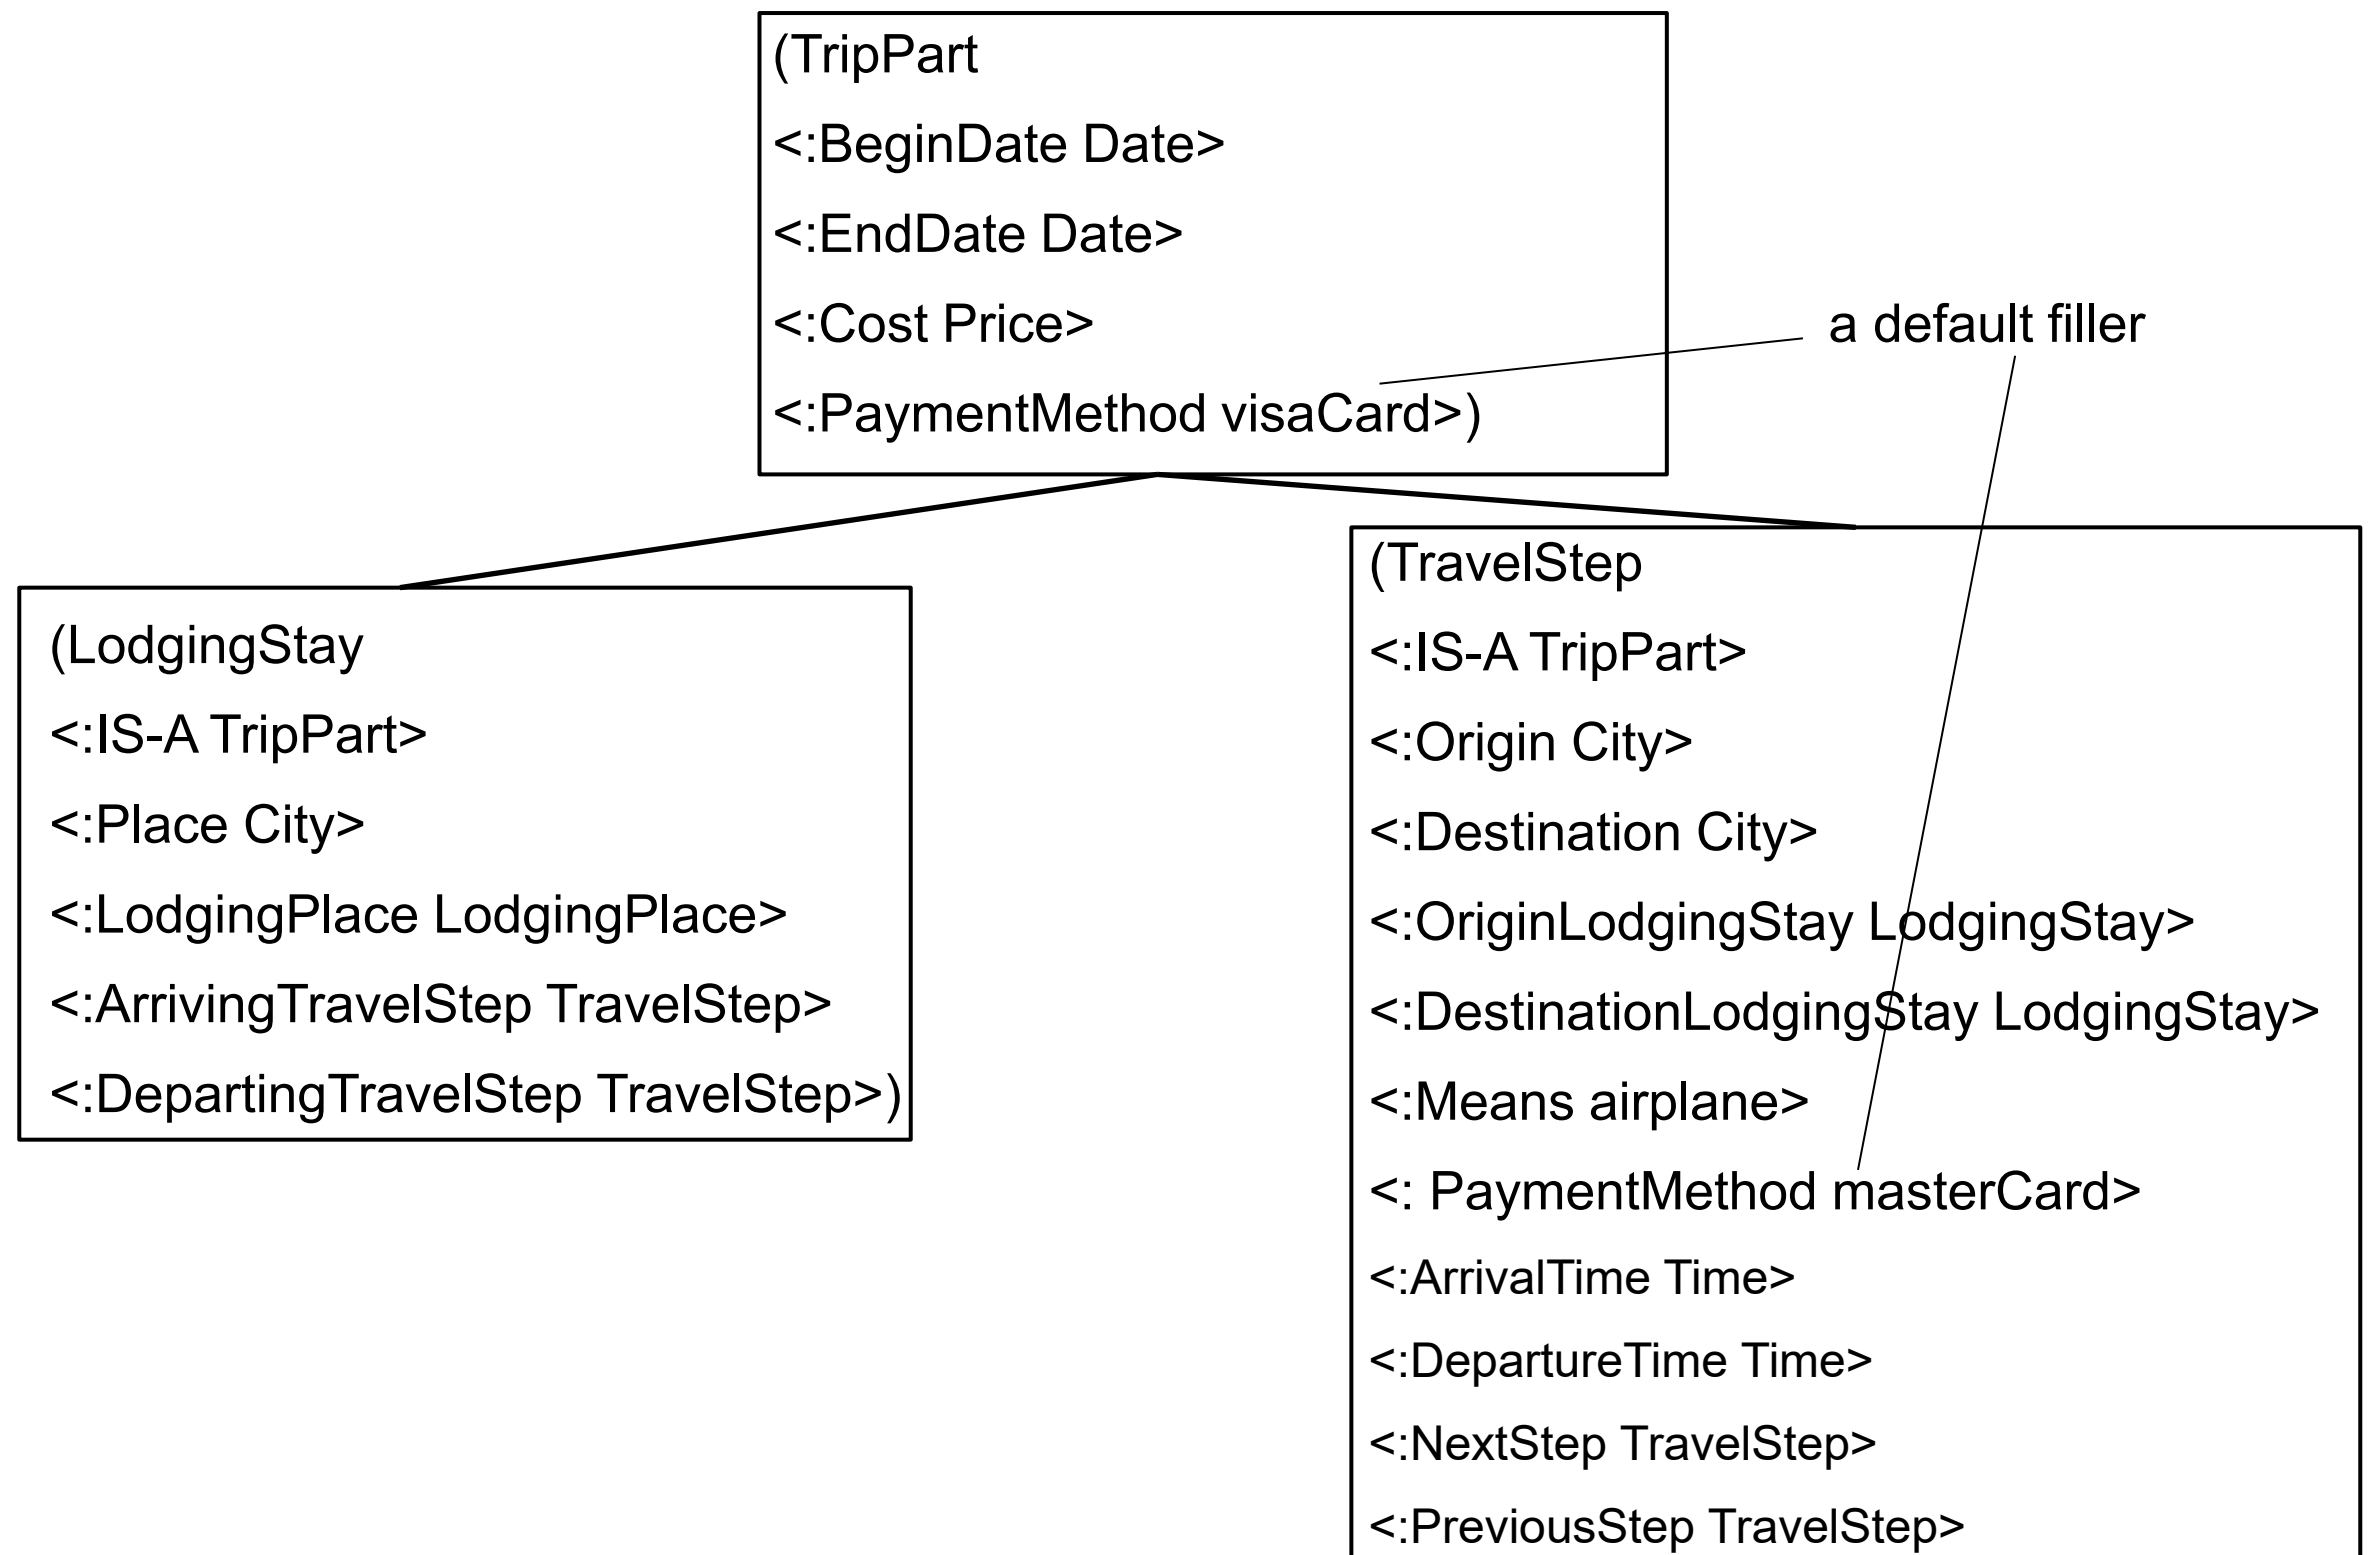 (TripPart
<:BeginDate Date>
<:EndDate Date>
<:Cost Price>
<:PaymentMethod visaCard>)
a default filler
(LodgingStay
<:IS-A TripPart>
<:Place City>
<:LodgingPlace LodgingPlace>
<:ArrivingTravelStep TravelStep>
<:DepartingTravelStep TravelStep>)
(TravelStep
<:IS-A TripPart>
<:Origin City>
<:Destination City>
<:OriginLodgingStay LodgingStay>
<:DestinationLodgingStay LodgingStay>
<:Means airplane>
<: PaymentMethod masterCard>
<:ArrivalTime Time>
<:DepartureTime Time>
<:NextStep TravelStep>
<:PreviousStep TravelStep>